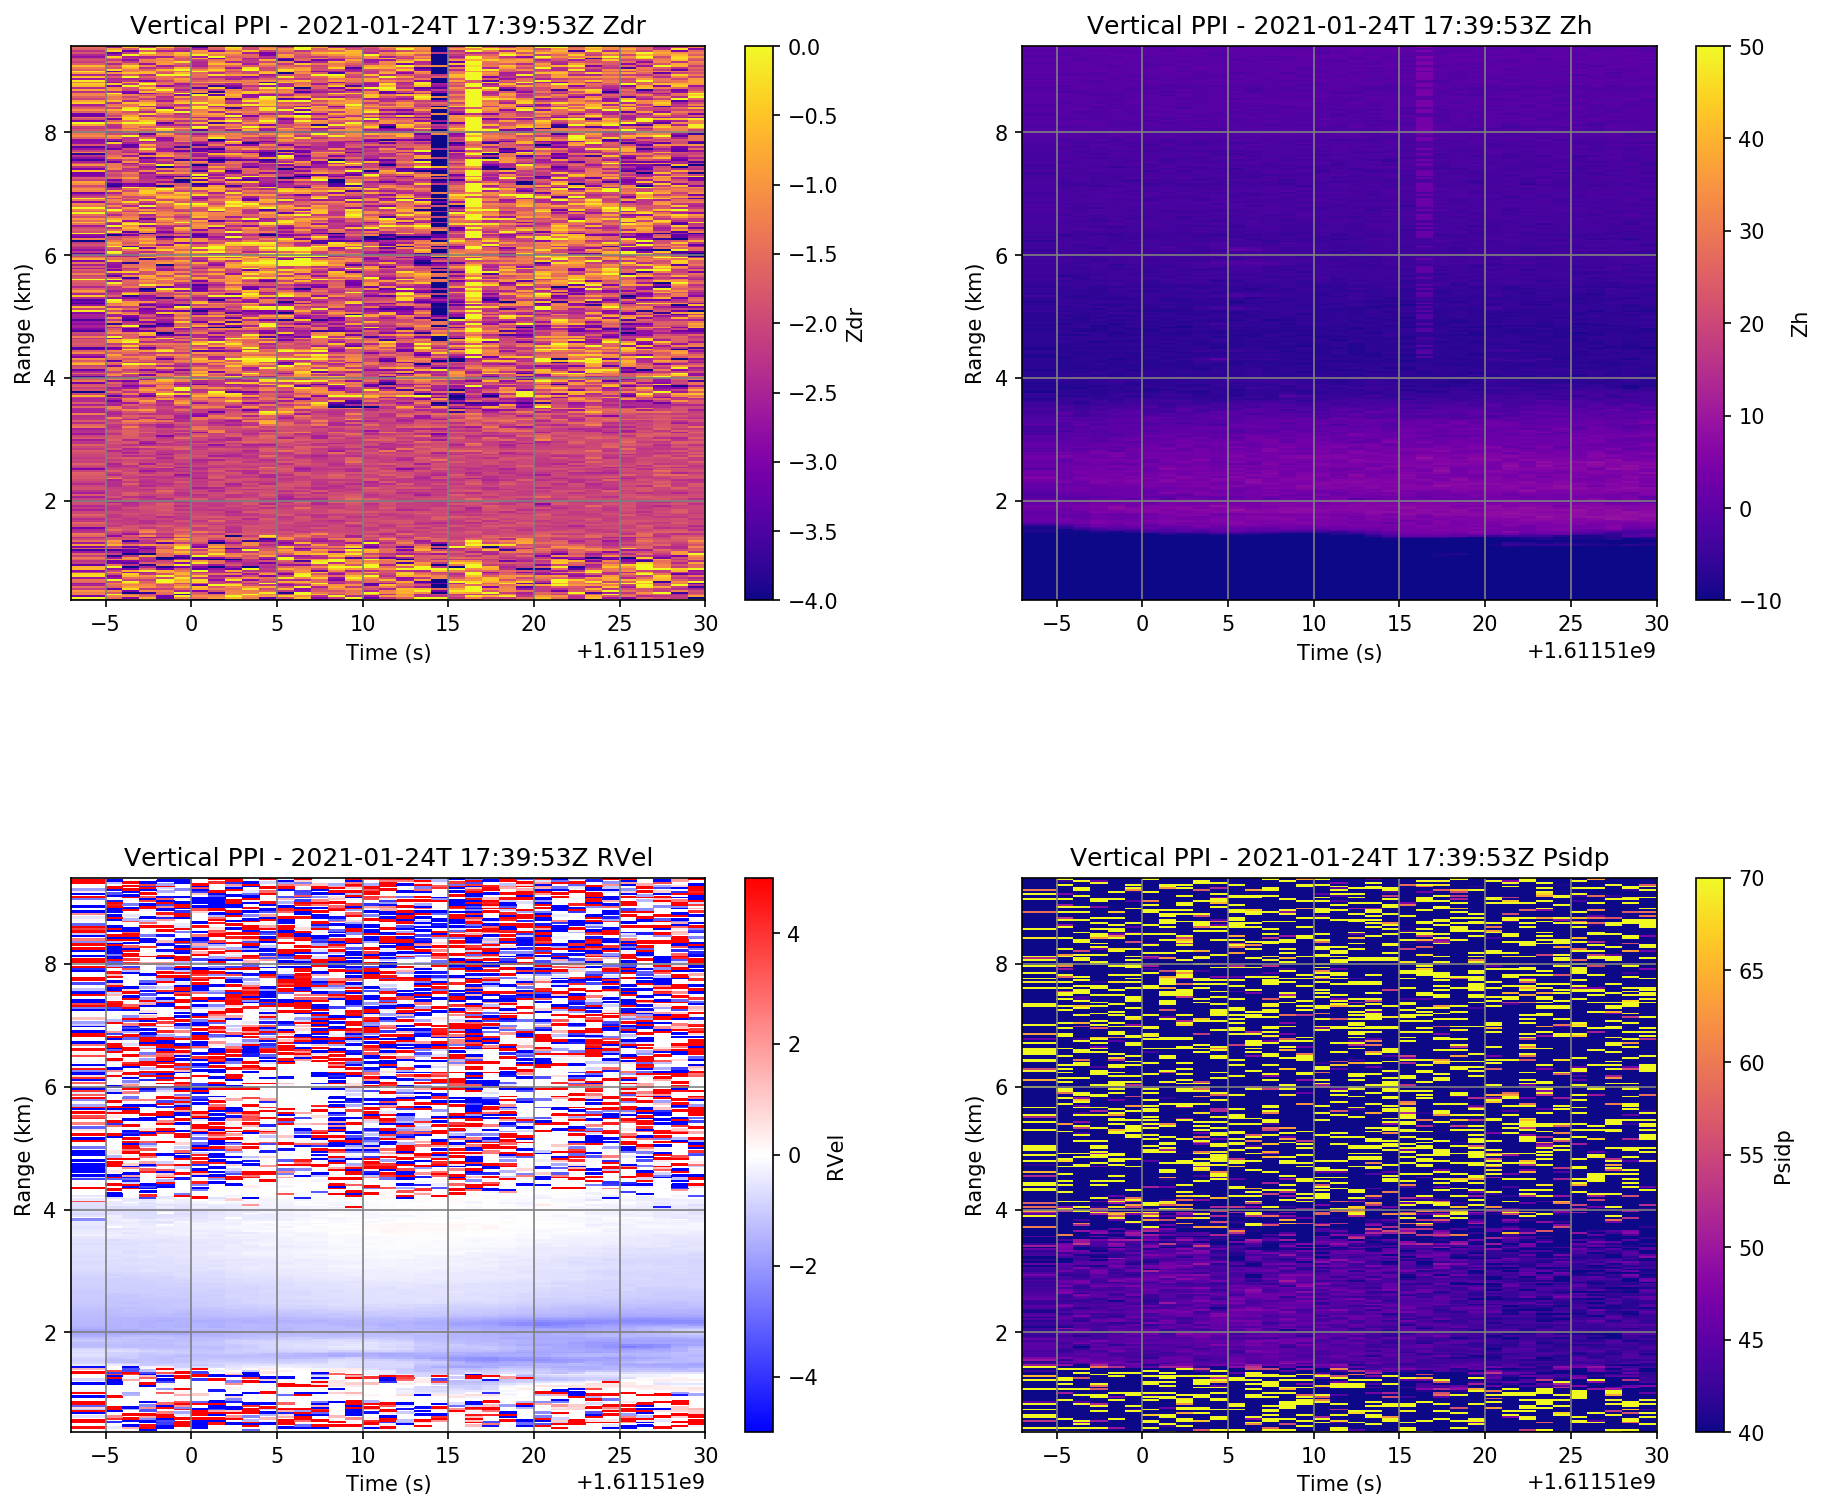 Vertical PPI - 2021-01-24T 17:39:53Z Zdr
Range (km)
8
6
4
2
−5 0 5 10 15 20 25 30
Time (s)
+1.61151e9
0.0
−0.5
−1.0
−1.5
−2.0
−2.5
−3.0
−3.5
−4.0
Zdr
Vertical PPI - 2021-01-24T 17:39:53Z Zh
Range (km)
8
6
4
2
−5 0 5 10 15 20 25 30
Time (s)
+1.61151e9
50
40
30
20
10
0
−10
Zh
Vertical PPI - 2021-01-24T 17:39:53Z RVel
Range (km)
8
6
4
2
−5 0 5 10 15 20 25 30
Time (s)
+1.61151e9
4
2
0
−2
−4
RVel
Vertical PPI - 2021-01-24T 17:39:53Z Psidp
Range (km)
8
6
4
2
−5 0 5 10 15 20 25 30
Time (s)
+1.61151e9
70
65
60
55
50
45
40
Psidp